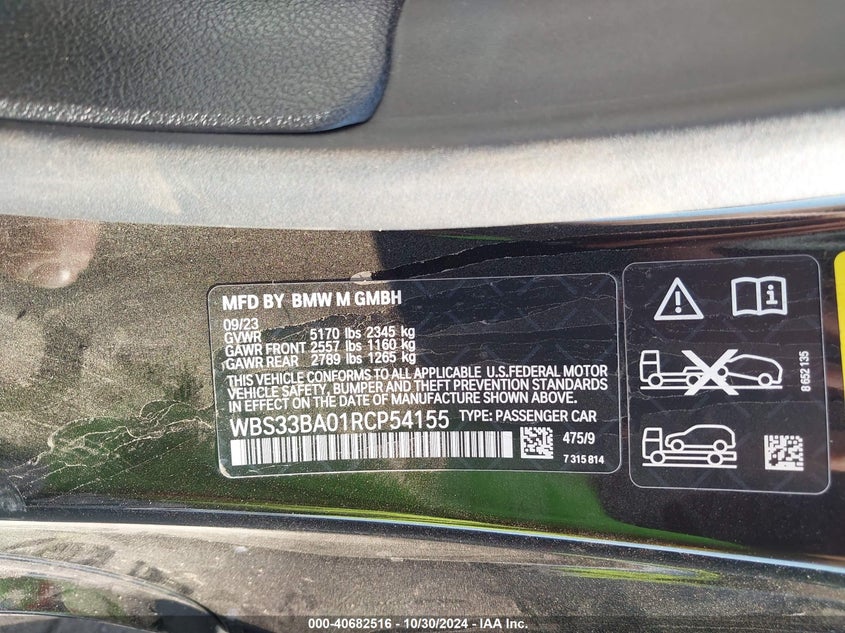 MFD BY BMW M GMBH
09/23
GVWR 5170 lbs 2345 kg
GAWR FRONT 2557 lbs 1160 kg
GAWR REAR 2789 lbs 1265 kg
THIS VEHICLE CONFORMS TO ALL APPLICABLE U.S.FEDERAL MOTOR
VEHICLE SAFETY, BUMPER AND THEFT PREVENTION STANDARDS
IN EFFECT ON THE DATE OF MANUFACTURE SHOWN ABOVE.
WBS33BA01RCP54155 TYPE: PASSENGER CAR
475/9
7 315 814
8 652 135
000-40682516 - 10/30/2024 - IAA Inc.